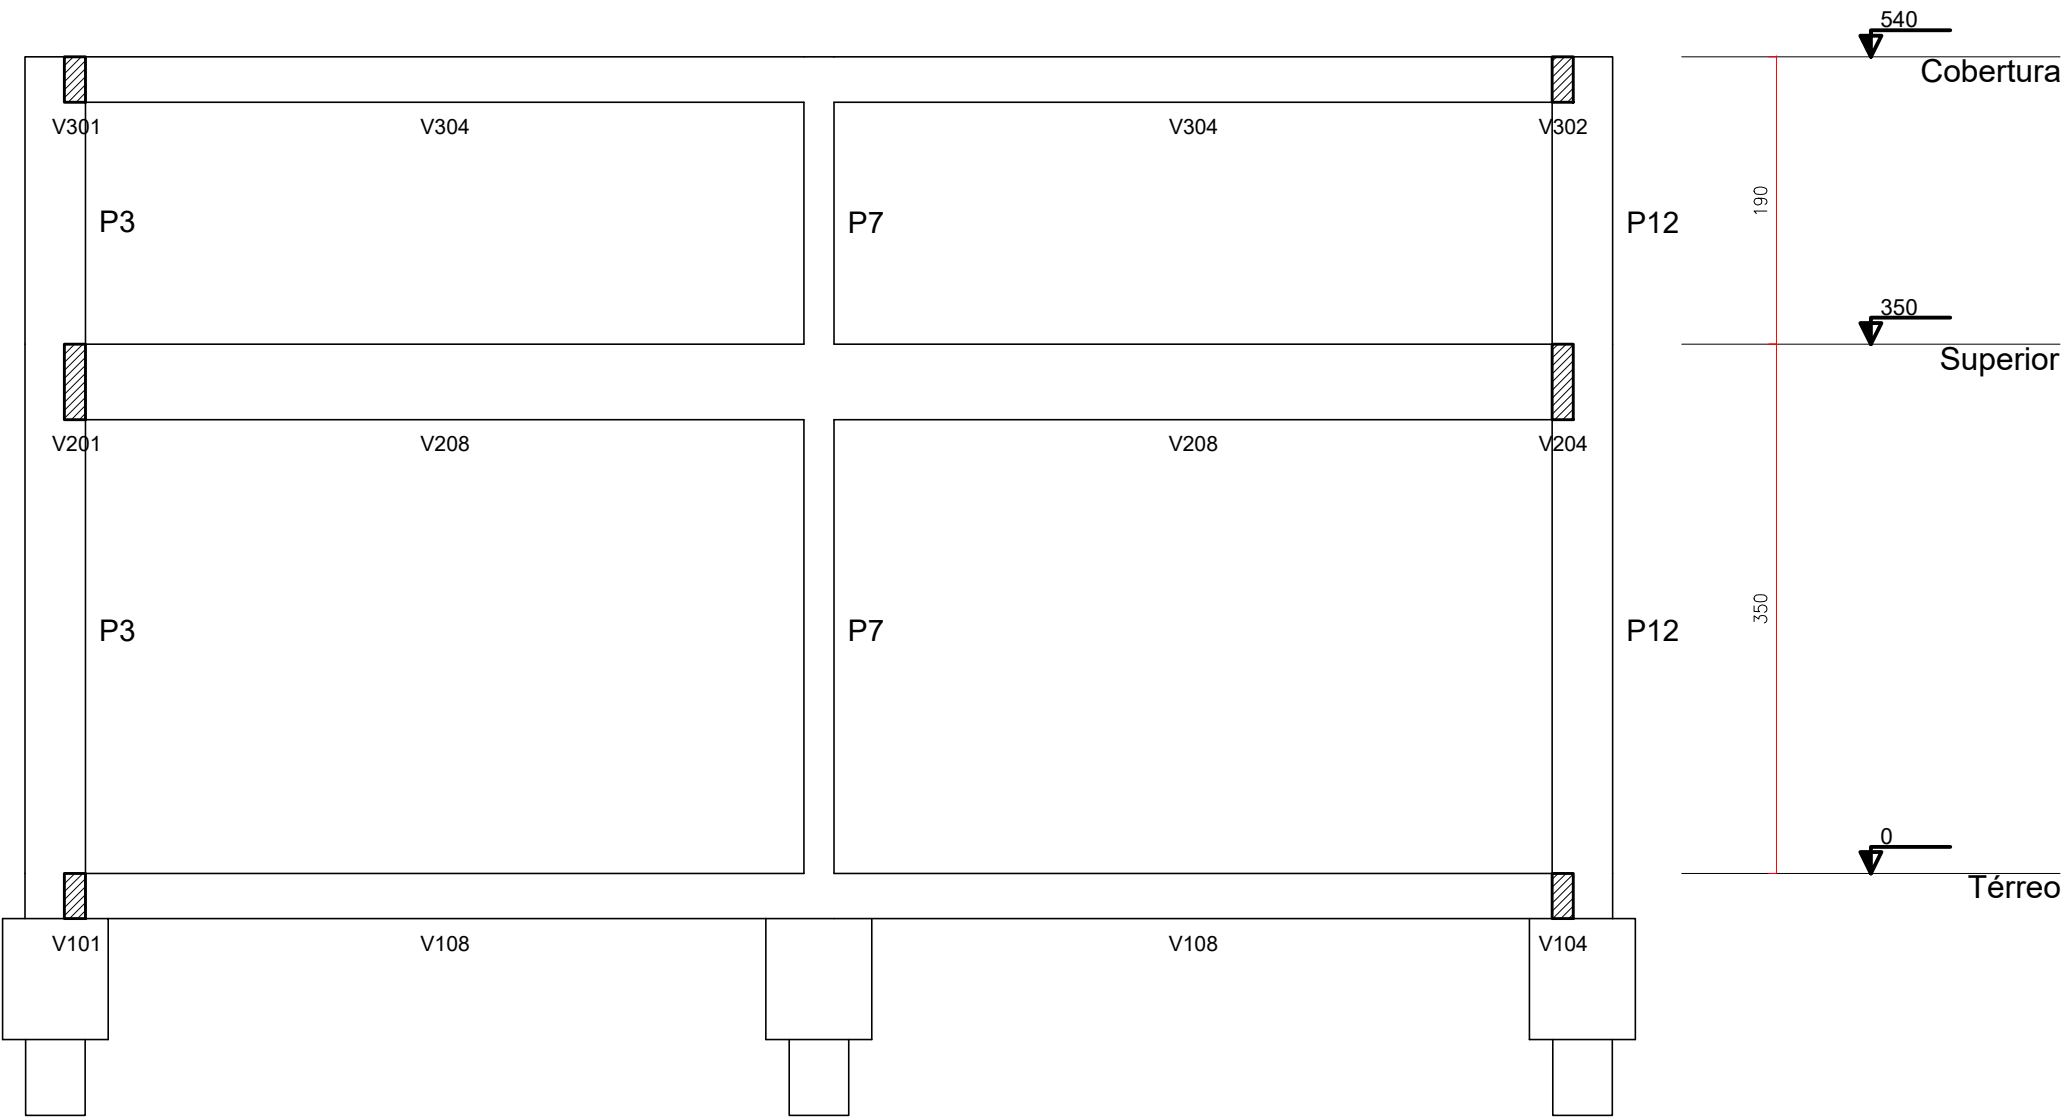 540
Cobertura
V301
V304
V304
V302
P3
P7
P12
190
350
Superior
V201
V208
V208
V204
P3
P7
P12
350
0
Térreo
V101
V108
V108
V104